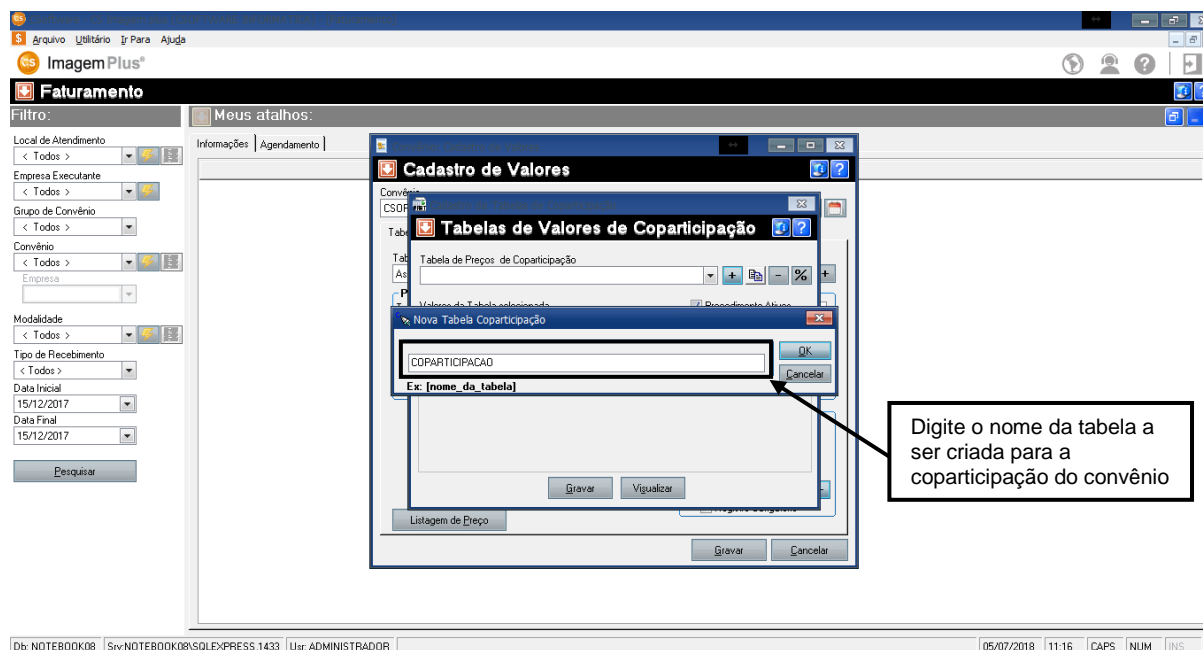 Arquivo Utilitário Ir Para Ajuda
ImagemPlus®
Faturamento
Filtro:
Meus atalhos:
Local de Atendimento
< Todos >
Empresa Executante
< Todos >
Grupo de Convênio
< Todos >
Convênio
< Todos >
Empresa
Modalidade
< Todos >
Tipo de Recebimento
< Todos >
Data Inicial
15/12/2017
Data Final
15/12/2017
Pesquisar
Informações Agendamento
Cadastro de Valores
Tabelas de Valores de Coparticipação
Tabela de Preços de Coparticipação
Valores da Tabela selecionada
Procedimento Ativos
Nova Tabela Coparticipação
COPARTICIPACAO
Ex: [nome_da_tabela]
OK
Cancelar
Gravar Visualizar
Listagem de Preço
Gravar Cancelar
Digite o nome da tabela a
ser criada para a
coparticipação do convênio
Db: NOTEBOOK08 Srv:NOTEBOOK08\SQLEXPRESS,1433 Usr: ADMINISTRADOR 05/07/2018 11:16 CAPS NUM INS